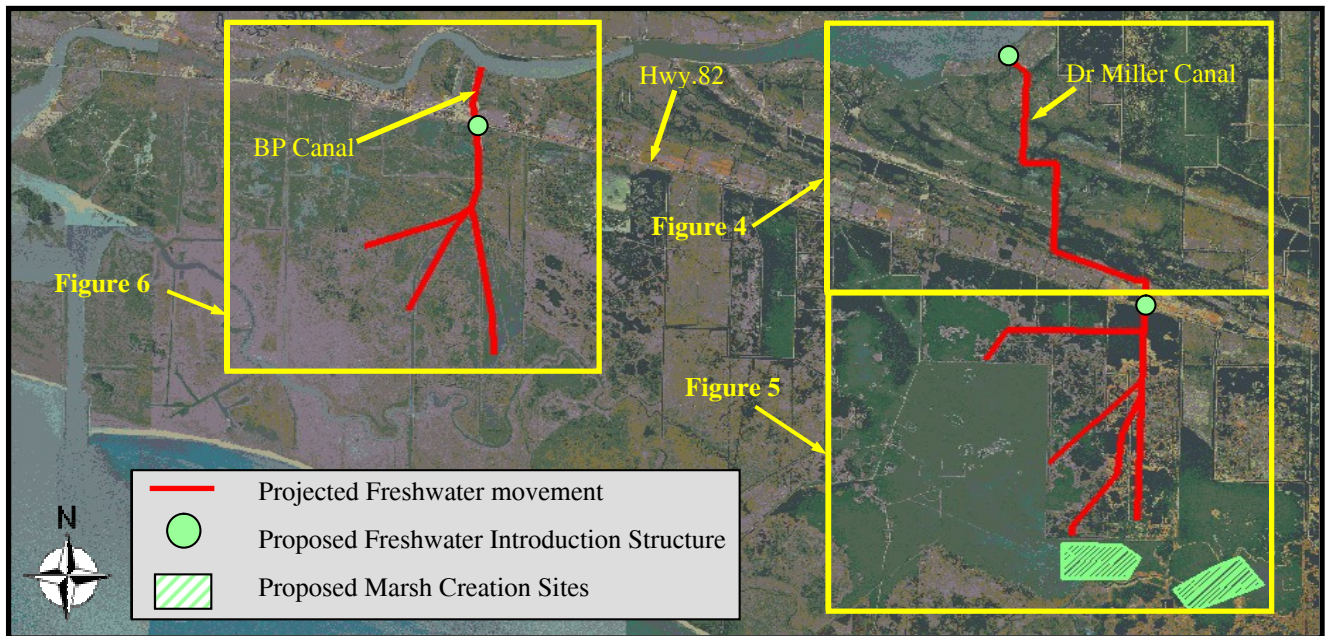 Hwy.82
Dr Miller Canal
BP Canal
Figure 4
Figure 6
Figure 5
Projected Freshwater movement
Proposed Freshwater Introduction Structure
Proposed Marsh Creation Sites
N